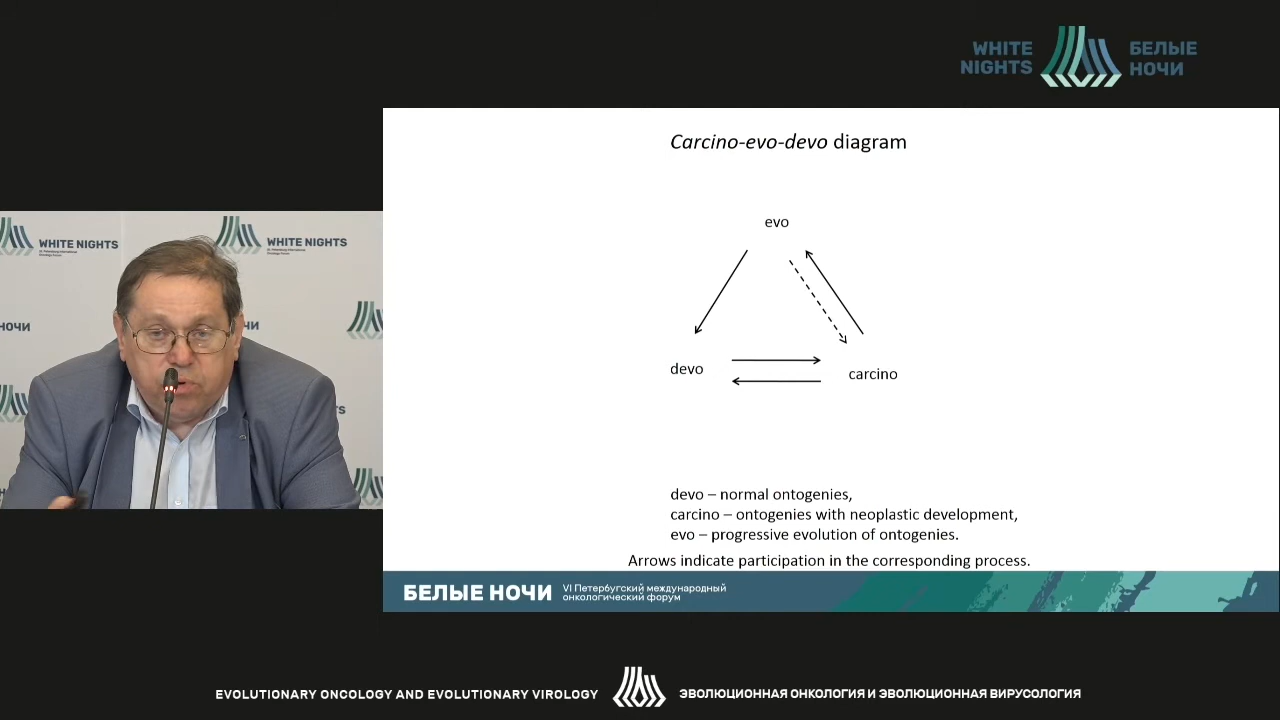 WHITE
NIGHTS
БЕЛЫЕ
НОЧИ
Carcino-evo-devo diagram
evo
devo
carcino
devo – normal ontogenies,
carcino – ontogenies with neoplastic development,
evo – progressive evolution of ontogenies.
Arrows indicate participation in the corresponding process.
WHITE NIGHTS
WHITE NIGHTS
НОЧИ
БЕЛЫЕ НОЧИ
VI Петербугский международный
онкологический форум
EVOLUTIONARY ONCOLOGY AND EVOLUTIONARY VIROLOGY
ЭВОЛЮЦИОННАЯ ОНКОЛОГИЯ И ЭВОЛЮЦИОННАЯ ВИРУСОЛОГИЯ